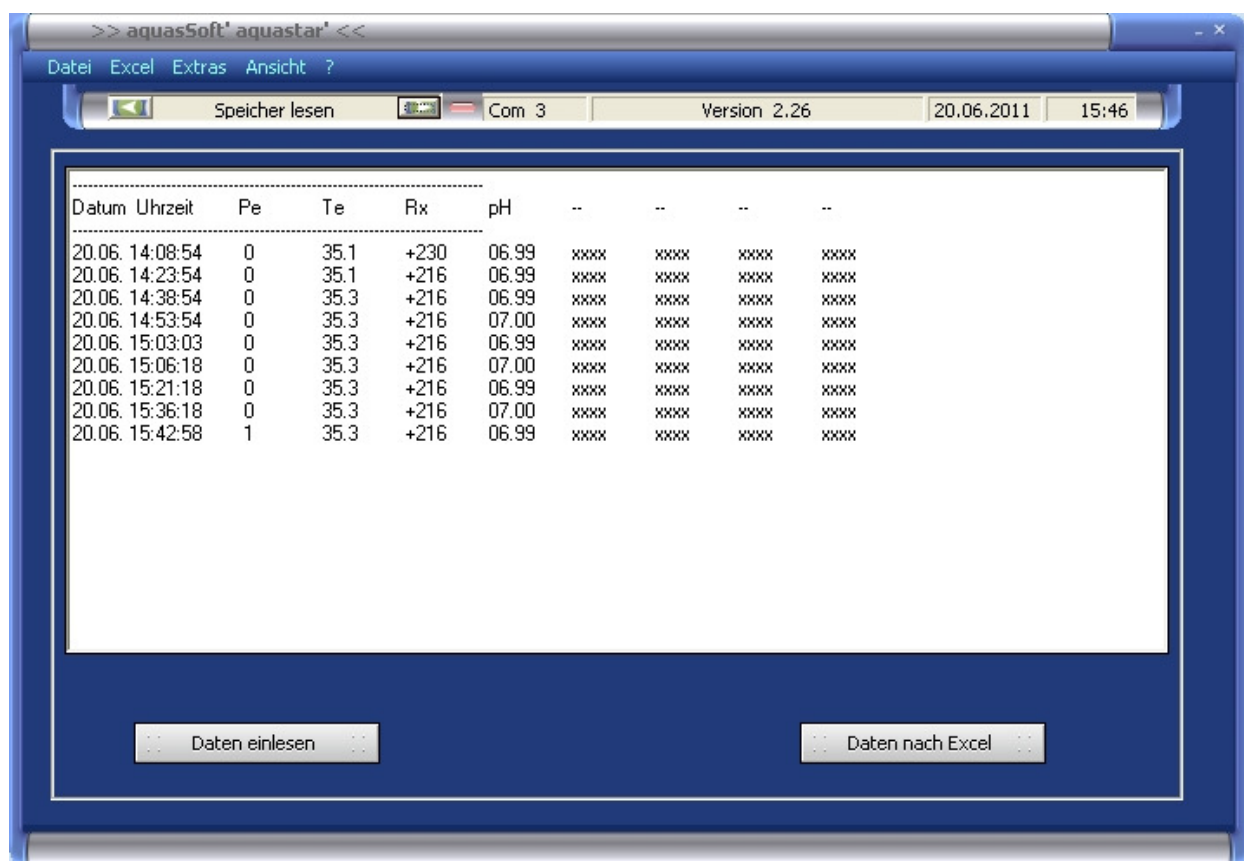 >> aquasSoft' aquastar' <<
Datei Excel Extras Ansicht ?
Speicher lesen Com 3 Version 2.26 20.06.2011 15:46
Datum Uhrzeit Pe Te Rx pH -- -- -- --
20.06. 14:08:54 0 35.1 +230 06.99 xxxx xxxx xxxx xxxx
20.06. 14:23:54 0 35.1 +216 06.99 xxxx xxxx xxxx xxxx
20.06. 14:38:54 0 35.3 +216 06.99 xxxx xxxx xxxx xxxx
20.06. 14:53:54 0 35.3 +216 07.00 xxxx xxxx xxxx xxxx
20.06. 15:03:03 0 35.3 +216 06.99 xxxx xxxx xxxx xxxx
20.06. 15:06:18 0 35.3 +216 07.00 xxxx xxxx xxxx xxxx
20.06. 15:21:18 0 35.3 +216 06.99 xxxx xxxx xxxx xxxx
20.06. 15:36:18 0 35.3 +216 07.00 xxxx xxxx xxxx xxxx
20.06. 15:42:58 1 35.3 +216 06.99 xxxx xxxx xxxx xxxx
Daten einlesen Daten nach Excel